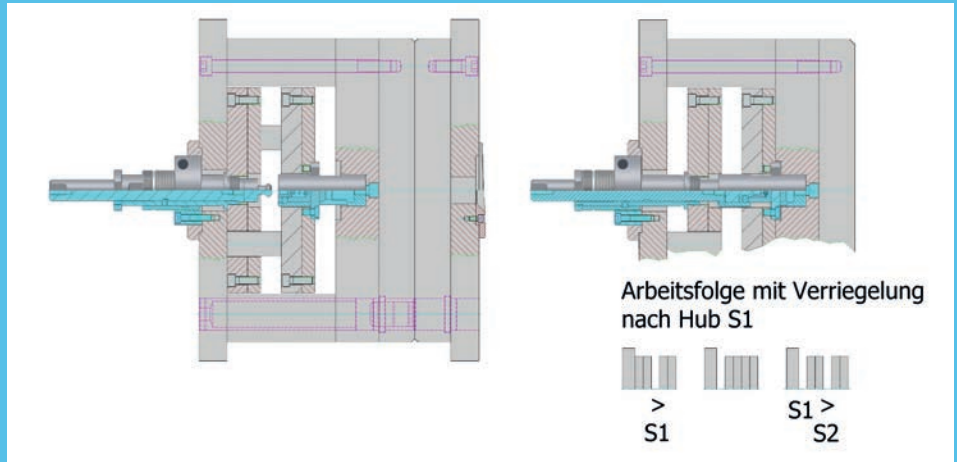 Arbeitsfolge mit Verriegelung
nach Hub S1
>
S1
S1 >
S2